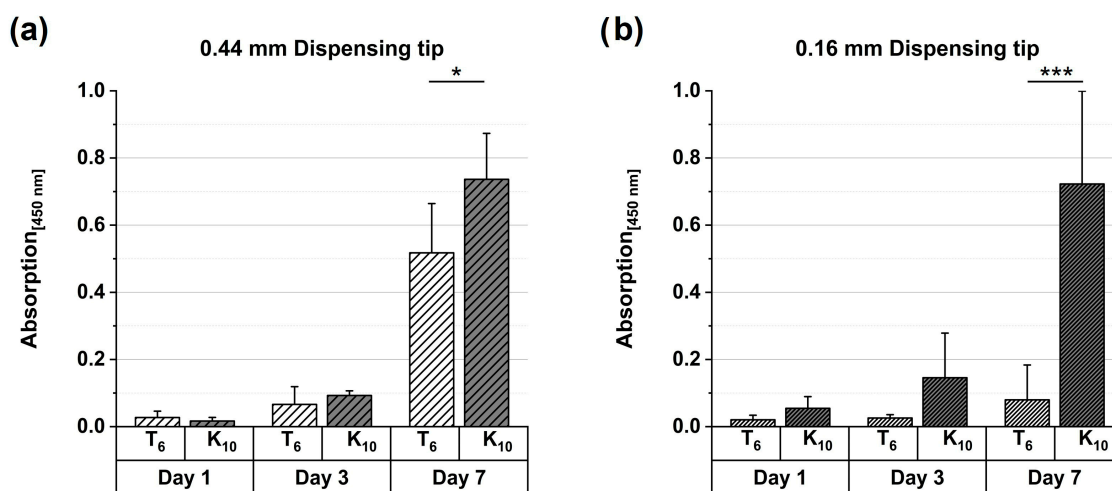 (a)
0.44 mm Dispensing tip
*
1.0
0.8
0.6
0.4
0.2
0.0
Absorption[450 nm]
T6 K10 T6 K10 T6 K10
Day 1 Day 3 Day 7
(b)
0.16 mm Dispensing tip
***
1.0
0.8
0.6
0.4
0.2
0.0
Absorption[450 nm]
T6 K10 T6 K10 T6 K10
Day 1 Day 3 Day 7